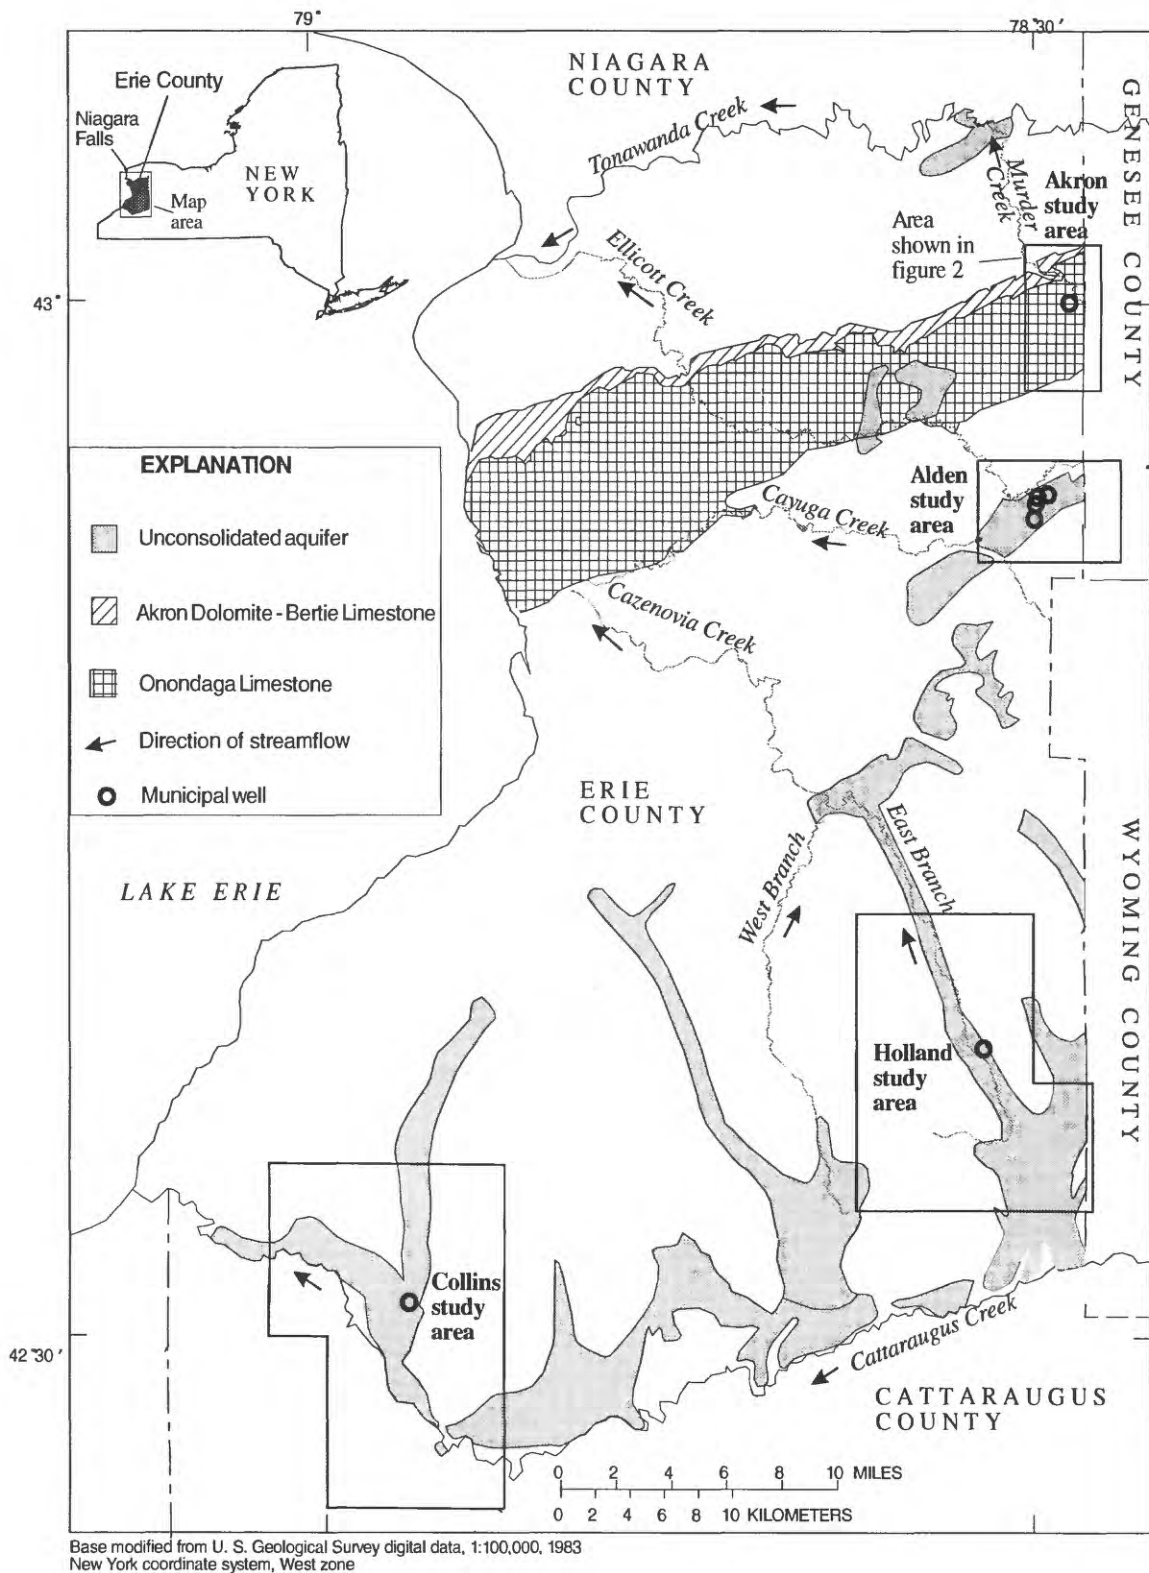 79°
78°30′
NIAGARA
COUNTY
Erie County
Niagara
Falls
NEW
YORK
Map
area
Tonawanda Creek
Murder
Creek
Akron
study
area
Area
shown in
figure 2
GENESEE COUNTY
Ellicott Creek
43°
EXPLANATION
Unconsolidated aquifer
Akron Dolomite - Bertie Limestone
Onondaga Limestone
Direction of streamflow
Municipal well
Alden
study
area
Cayuga Creek
Cazenovia Creek
ERIE
COUNTY
LAKE ERIE
West Branch
East Branch
WYOMING COUNTY
Holland
study
area
Collins
study
area
42°30′
Cattaraugus Creek
CATTARAUGUS
COUNTY
0 2 4 6 8 10 MILES
0 2 4 6 8 10 KILOMETERS
Base modified from U. S. Geological Survey digital data, 1:100,000, 1983
New York coordinate system, West zone